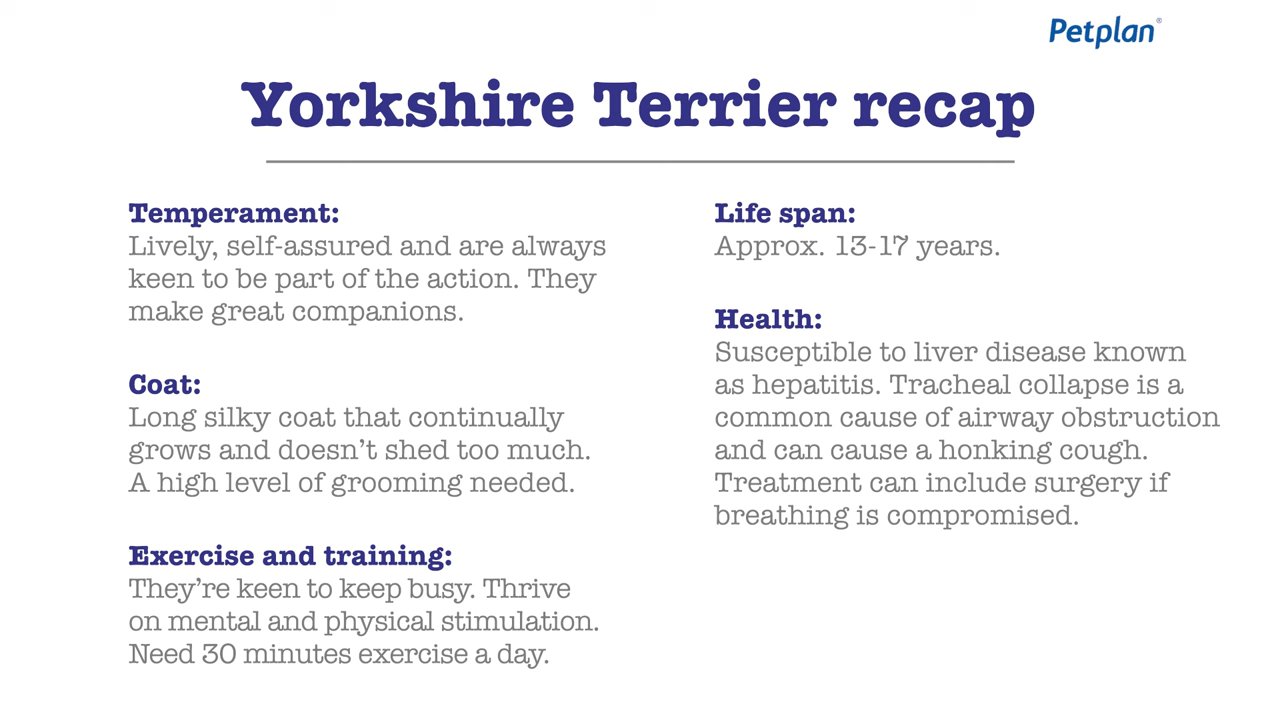 Petplan®
Yorkshire Terrier recap
Temperament:
Lively, self-assured and are always
keen to be part of the action. They
make great companions.
Coat:
Long silky coat that continually
grows and doesn’t shed too much.
A high level of grooming needed.
Exercise and training:
They’re keen to keep busy. Thrive
on mental and physical stimulation.
Need 30 minutes exercise a day.
Life span:
Approx. 13-17 years.
Health:
Susceptible to liver disease known
as hepatitis. Tracheal collapse is a
common cause of airway obstruction
and can cause a honking cough.
Treatment can include surgery if
breathing is compromised.